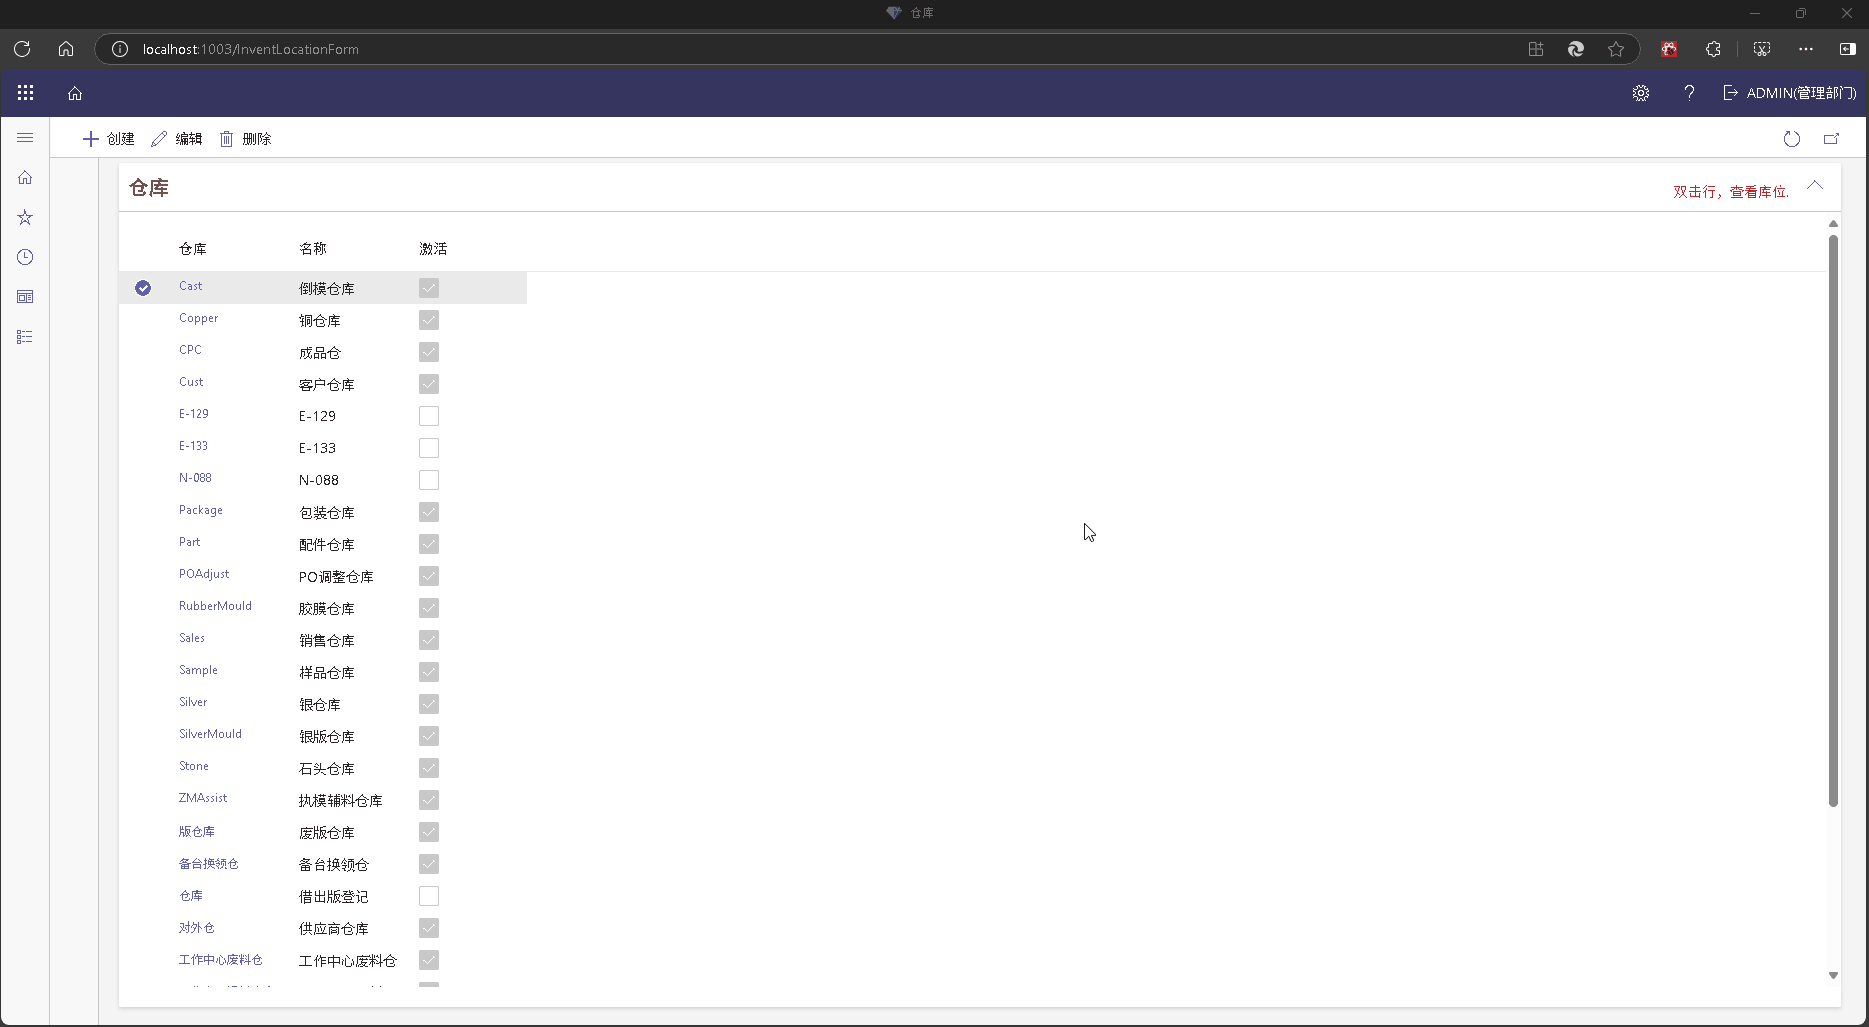 仓库
localhost:1003/InventLocationForm
ADMIN(管理部门)
创建 编辑 删除
仓库
双击行，查看库位.
仓库 名称 激活
Cast 倒模仓库
Copper 铜仓库
CPC 成品仓
Cust 客户仓库
E-129 E-129
E-133 E-133
N-088 N-088
Package 包装仓库
Part 配件仓库
POAdjust PO调整仓库
RubberMould 胶膜仓库
Sales 销售仓库
Sample 样品仓库
Silver 银仓库
SilverMould 银版仓库
Stone 石头仓库
ZMAssist 执模辅料仓库
版仓库 废版仓库
备台换领仓 备台换领仓
仓库 借出版登记
对外仓 供应商仓库
工作中心废料仓 工作中心废料仓